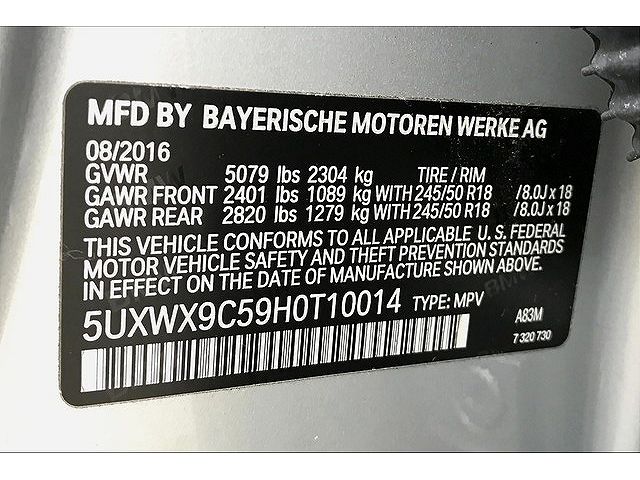 MFD BY BAYERISCHE MOTOREN WERKE AG
08/2016
GVWR 5079 lbs 2304 kg TIRE / RIM
GAWR FRONT 2401 lbs 1089 kg WITH 245/50 R18 /8.0J x 18
GAWR REAR 2820 lbs 1279 kg WITH 245/50 R18 /8.0J x 18
THIS VEHICLE CONFORMS TO ALL APPLICABLE U. S. FEDERAL
MOTOR VEHICLE SAFETY AND THEFT PREVENTION STANDARDS
IN EFFECT ON THE DATE OF MANUFACTURE SHOWN ABOVE.
5UXWX9C59H0T10014 TYPE: MPV
A83M
7 320 730